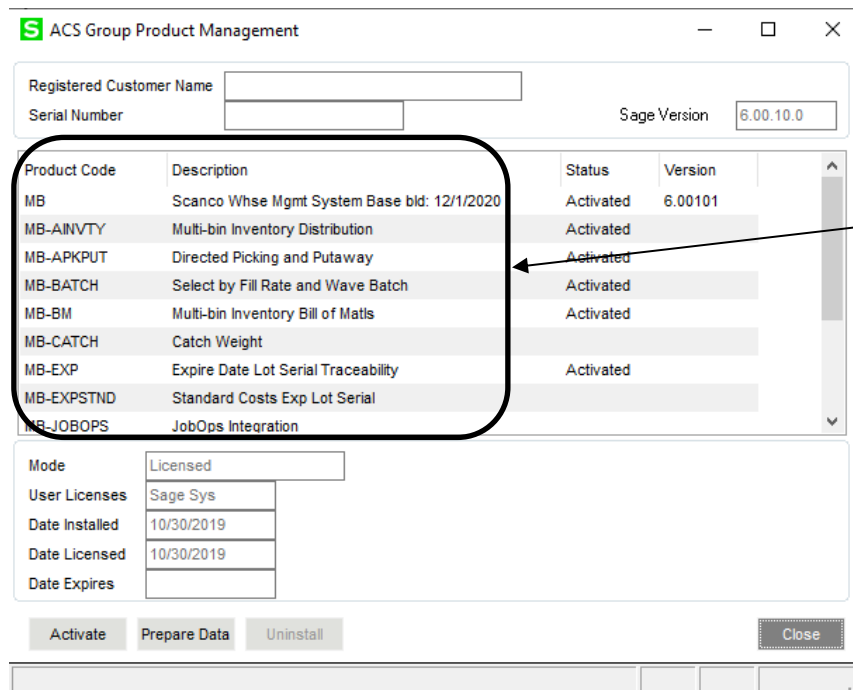 S ACS Group Product Management
Registered Customer Name
Serial Number Sage Version 6.00.10.0
Product Code Description Status Version
MB Scanco Whse Mgmt System Base bld: 12/1/2020 Activated 6.00101
MB-AINVTY Multi-bin Inventory Distribution Activated
MB-APKPUT Directed Picking and Putaway Activated
MB-BATCH Select by Fill Rate and Wave Batch Activated
MB-BM Multi-bin Inventory Bill of Matls Activated
MB-CATCH Catch Weight
MB-EXP Expire Date Lot Serial Traceability Activated
MB-EXPSTND Standard Costs Exp Lot Serial
MB-JOBOPS JobOps Integration
Mode Licensed
User Licenses Sage Sys
Date Installed 10/30/2019
Date Licensed 10/30/2019
Date Expires
Activate Prepare Data Uninstall Close